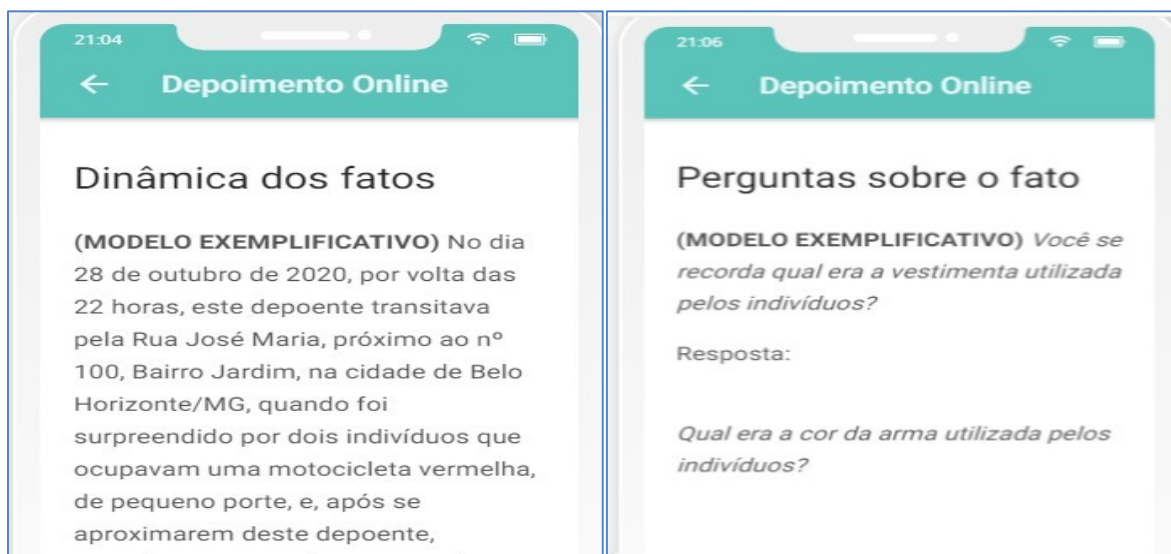 21:04
← Depoimento Online
Dinâmica dos fatos
(MODELO EXEMPLIFICATIVO) No dia
28 de outubro de 2020, por volta das
22 horas, este depoente transitava
pela Rua José Maria, próximo ao nº
100, Bairro Jardim, na cidade de Belo
Horizonte/MG, quando foi
surpreendido por dois indivíduos que
ocupavam uma motocicleta vermelha,
de pequeno porte, e, após se
aproximarem deste depoente,
21:06
← Depoimento Online
Perguntas sobre o fato
(MODELO EXEMPLIFICATIVO) Você se
recorda qual era a vestimenta utilizada
pelos indivíduos?
Resposta:
Qual era a cor da arma utilizada pelos
indivíduos?